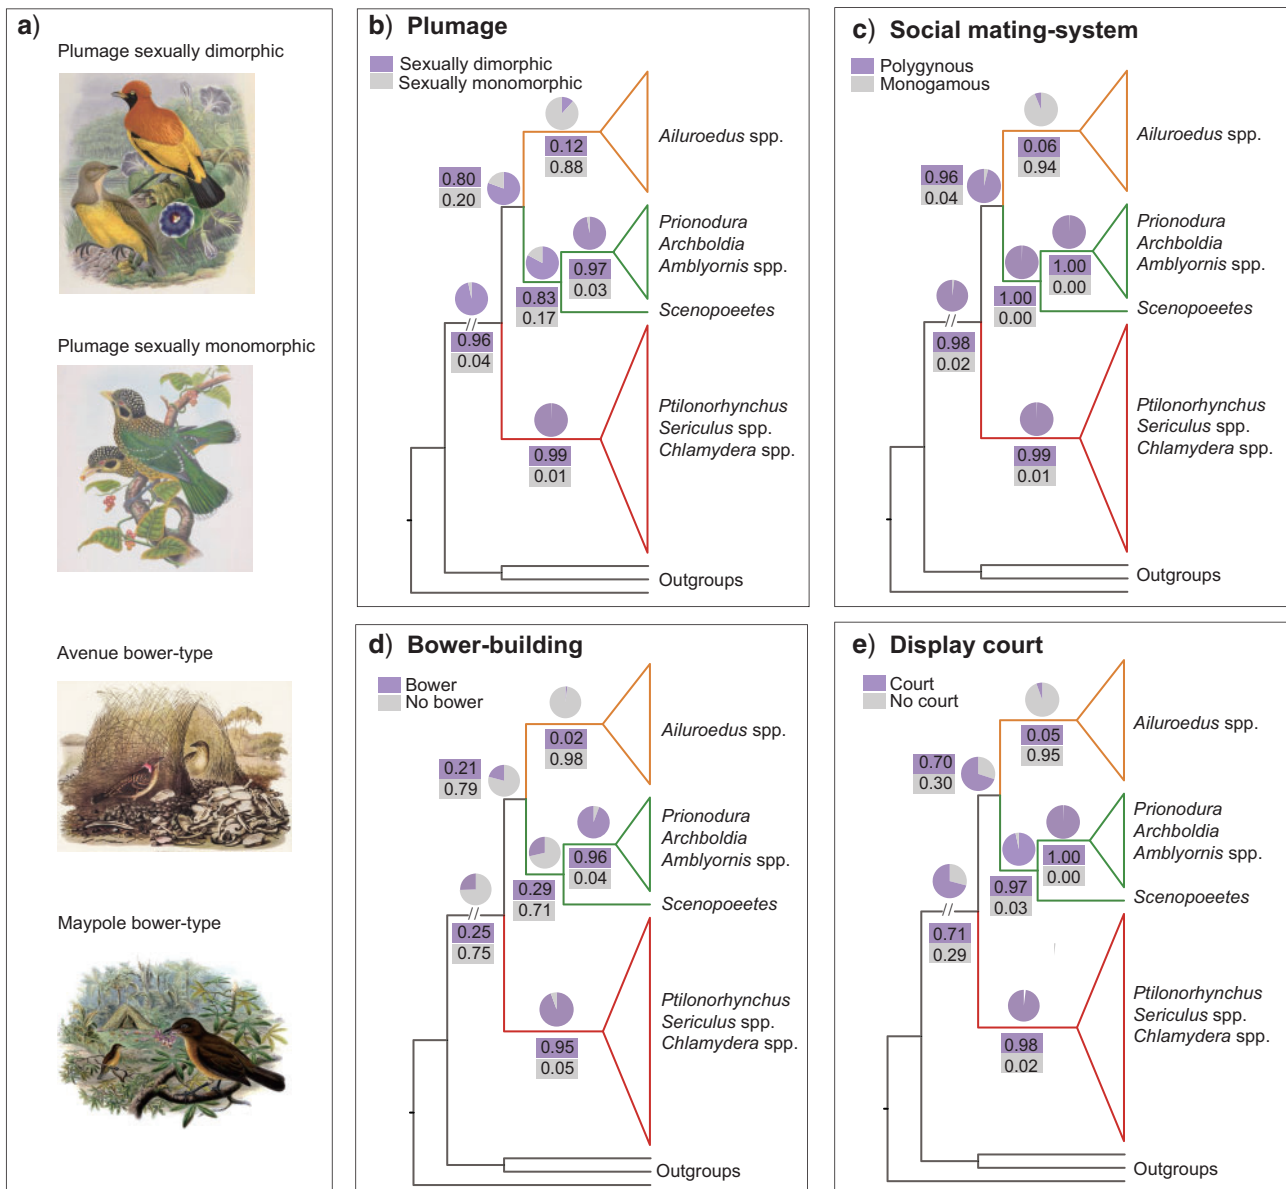 a)
Plumage sexually dimorphic
Plumage sexually monomorphic
Avenue bower-type
Maypole bower-type
b) Plumage
Sexually dimorphic
Sexually monomorphic
0.12
0.88
Ailuroedus spp.
0.80
0.20
Prionodura
Archboldia
Amblyornis spp.
0.97
0.03
0.83
0.17
Scenopoeetes
0.96
0.04
Ptilonorhynchus
Sericulus spp.
Chlamydera spp.
0.99
0.01
Outgroups
c) Social mating-system
Polygynous
Monogamous
0.06
0.94
Ailuroedus spp.
0.96
0.04
Prionodura
Archboldia
Amblyornis spp.
1.00
0.00
1.00
0.00
Scenopoeetes
0.98
0.02
Ptilonorhynchus
Sericulus spp.
Chlamydera spp.
0.99
0.01
Outgroups
d) Bower-building
Bower
No bower
0.02
0.98
Ailuroedus spp.
0.21
0.79
Prionodura
Archboldia
Amblyornis spp.
0.96
0.04
0.29
0.71
Scenopoeetes
0.25
0.75
Ptilonorhynchus
Sericulus spp.
Chlamydera spp.
0.95
0.05
Outgroups
e) Display court
Court
No court
0.05
0.95
Ailuroedus spp.
0.70
0.30
Prionodura
Archboldia
Amblyornis spp.
1.00
0.00
0.97
0.03
Scenopoeetes
0.71
0.29
Ptilonorhynchus
Sericulus spp.
Chlamydera spp.
0.98
0.02
Outgroups